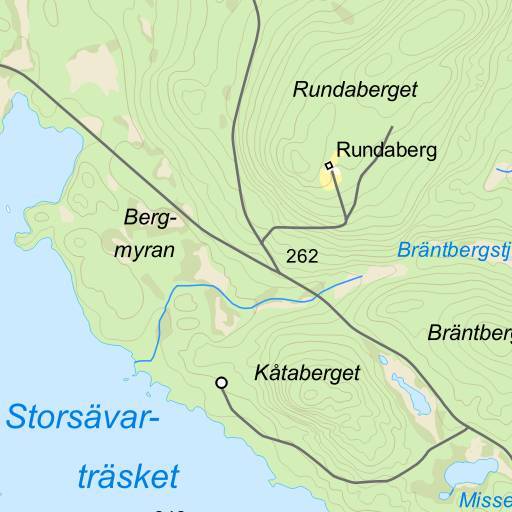 Rundaberget
Rundaberg
Berg-
myran
262
Bräntbergstj
Bräntberg
Kåtaberget
Storsävar-
träsket
Misse